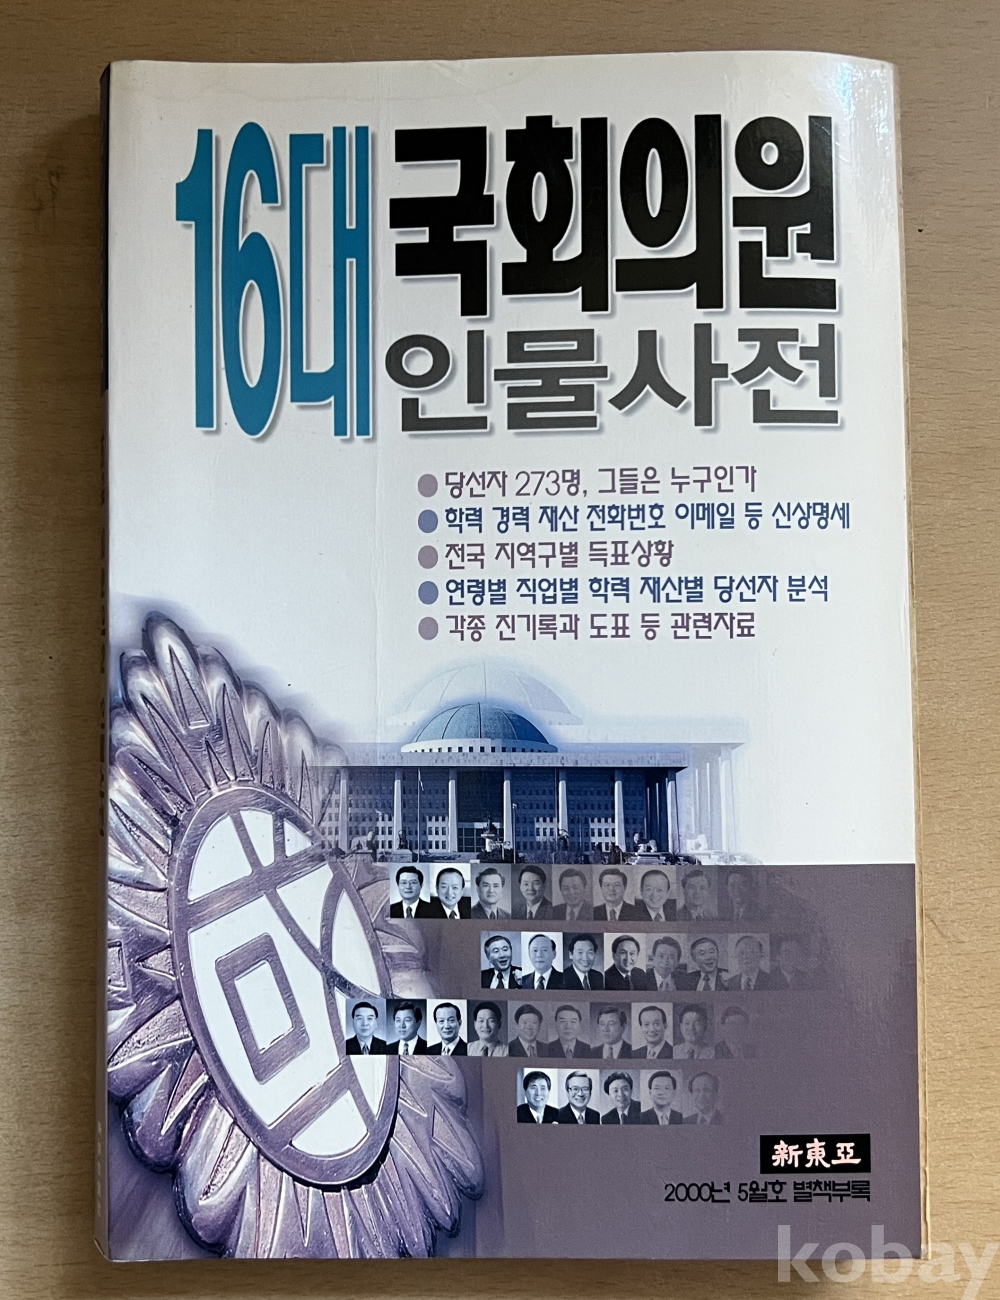 16대 국회의원
인물사전
당선자 273명, 그들은 누구인가
학력 경력 재산 전화번호 이메일 등 신상명세
전국 지역구별 득표상황
연령별 직업별 학력 재산별 당선자 분석
각종 진기록과 도표 등 관련자료
國
新東亞
2000년 5월호 별책부록
kobay